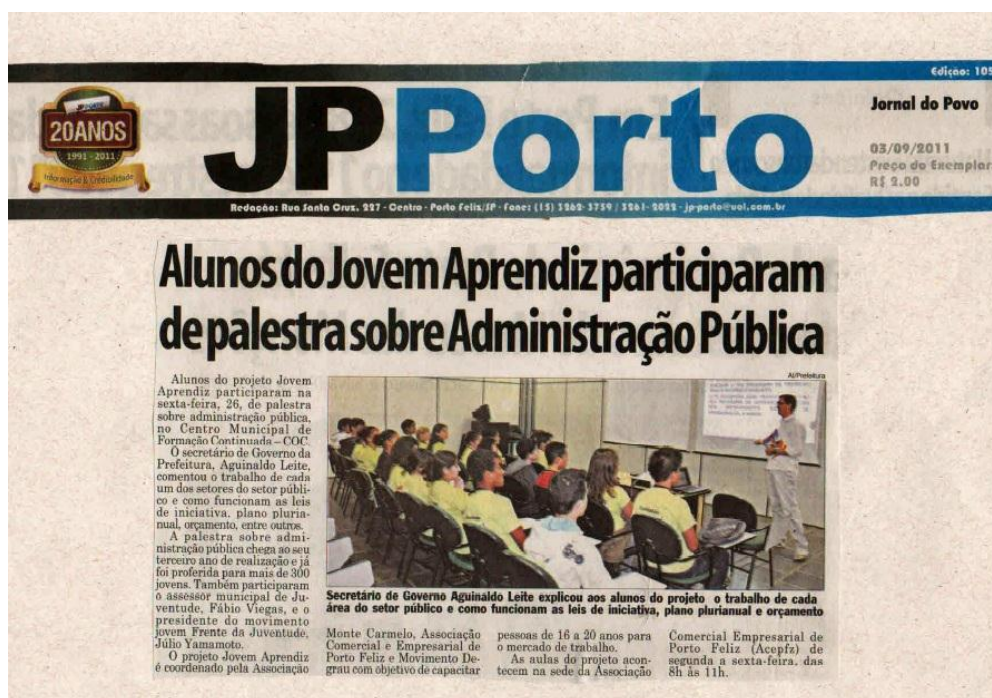 Edição: 105
20 ANOS
1991 - 2011
Informação & Credibilidade
JP Porto
Jornal do Povo
03/09/2011
Preço do Exemplar
R$ 2.00
Redação: Rua Santa Cruz, 227 - Centro - Porto Feliz/SP - Fone: (15) 3262-3759 / 3261-2022 - jp-porto@uol.com.br
Alunos do Jovem Aprendiz participaram
de palestra sobre Administração Pública
Alunos do projeto Jovem
Aprendiz participaram na
sexta-feira, 26, de palestra
sobre administração pública,
no Centro Municipal de
Formação Continuada – COC.
O secretário de Governo da
Prefeitura, Aguinaldo Leite,
comentou o trabalho de cada
um dos setores do setor públi-
co e como funcionam as leis
de iniciativa, plano pluria-
nual, orçamento, entre outros.
A palestra sobre admi-
nistração pública chega ao seu
terceiro ano de realização e já
foi proferida para mais de 300
jovens. Também participaram
o assessor municipal de Ju-
ventude, Fábio Viegas, e o
presidente do movimento
jovem Frente da Juventude,
Júlio Yamamoto.
O projeto Jovem Aprendiz
é coordenado pela Associação
AI/Prefeitura
Secretário de Governo Aguinaldo Leite explicou aos alunos do projeto o trabalho de cada
área do setor público e como funcionam as leis de iniciativa, plano plurianual e orçamento
Monte Carmelo, Associação
Comercial e Empresarial de
Porto Feliz e Movimento De-
grau com objetivo de capacitar
pessoas de 16 a 20 anos para
o mercado de trabalho.
As aulas do projeto acon-
tecem na sede da Associação
Comercial Empresarial de
Porto Feliz (Acepfz) de
segunda a sexta-feira, das
8h às 11h.